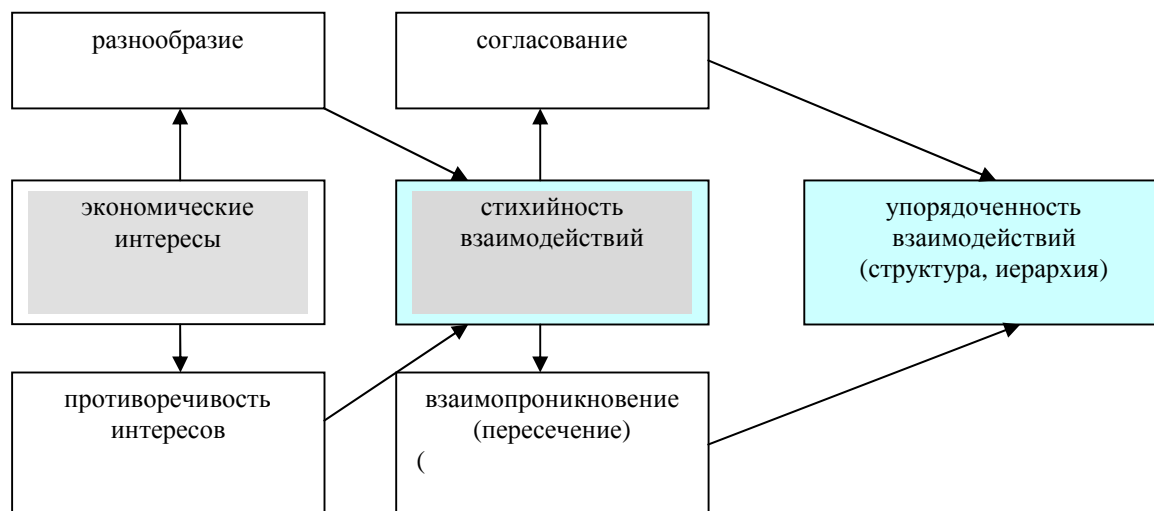 разнообразие
согласование
экономические
интересы
стихийность
взаимодействий
упорядоченность
взаимодействий
(структура, иерархия)
противоречивость
интересов
взаимопроникновение
(пересечение)
(